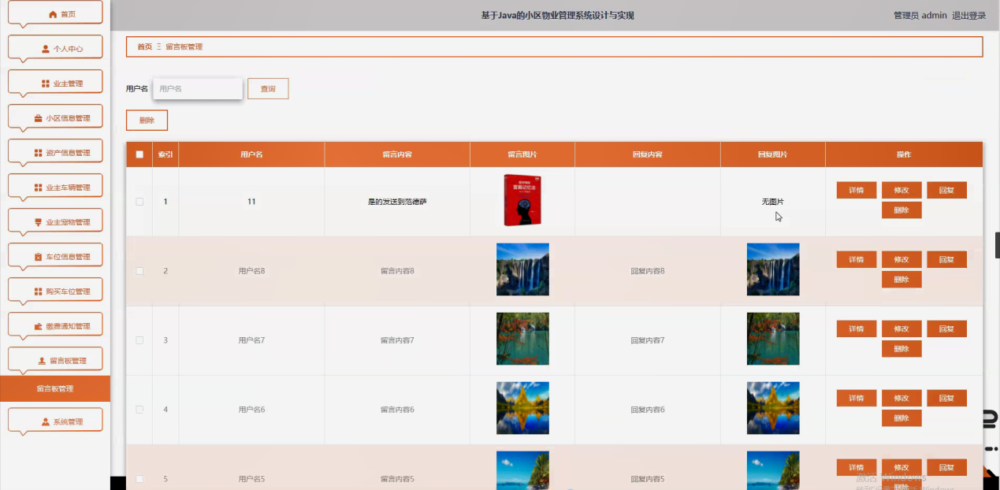 基于Java的小区物业管理系统设计与实现
管理员 admin 退出登录
首页
个人中心
业主管理
小区信息管理
资产信息管理
业主车辆管理
业主宠物管理
车位信息管理
购买车位管理
缴费通知管理
留言板管理
留言板管理
系统管理
首页 Ξ 留言板管理
用户名 用户名 查询
删除
索引 用户名 留言内容 留言图片 回复内容 回复图片 操作
1 11 是的发送到范德萨 无图片 详情 修改 回复
删除
2 用户名8 留言内容8 回复内容8 详情 修改 回复
删除
3 用户名7 留言内容7 回复内容7 详情 修改 回复
删除
4 用户名6 留言内容6 回复内容6 详情 修改 回复
删除
5 用户名5 留言内容5 回复内容5 详情 修改 回复
删除
激活 Windows